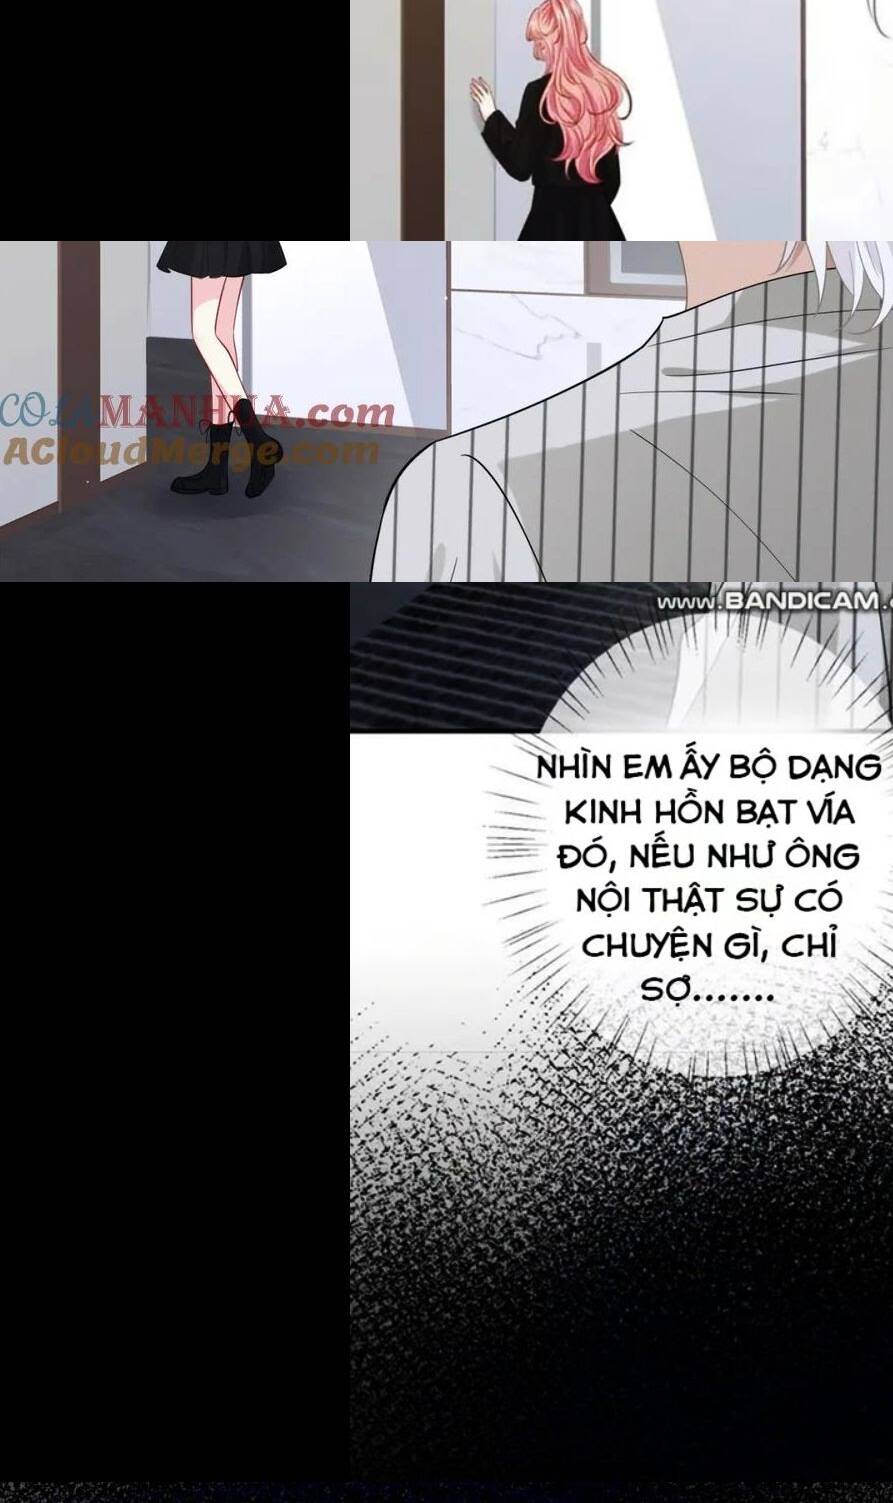 COLAMANHUA.com
ACloudMerge.com
www.BANDICAM.c
NHÌN EM ẤY BỘ DẠNG
KINH HỒN BẠT VÍA
ĐÓ, NẾU NHƯ ÔNG
NỘI THẬT SỰ CÓ
CHUYỆN GÌ, CHỈ
SỢ.......